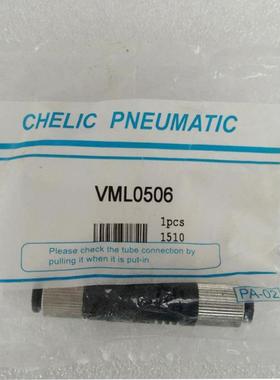 CHELIC PNEUMATIC
VML0506
1pcs
1510
Please check the tube connection by
pulling it when it is put-in.
PA-02